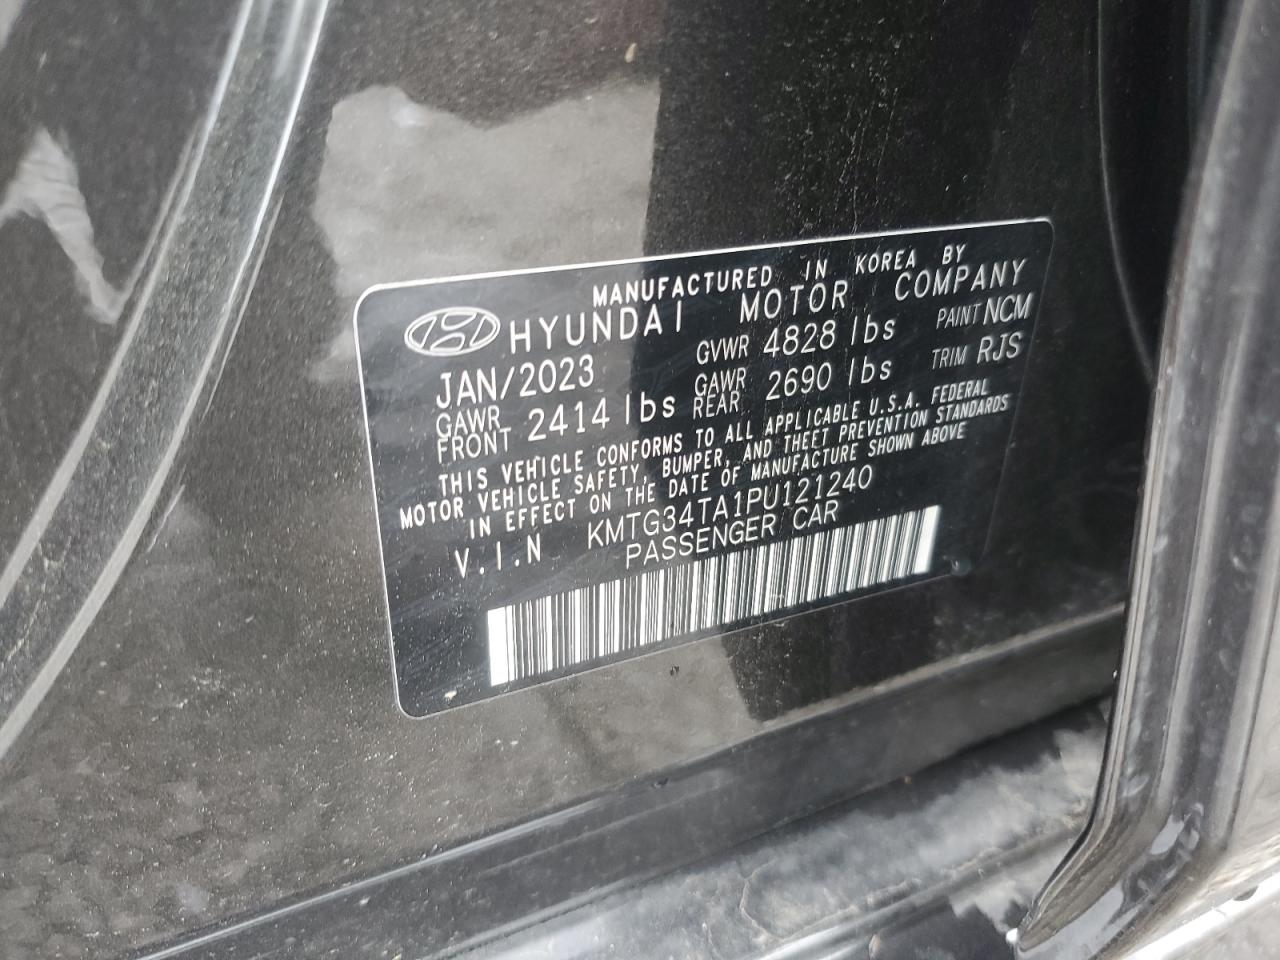 MANUFACTURED IN KOREA BY
HYUNDAI MOTOR COMPANY
JAN/2023 GVWR 4828 lbs PAINT NCM
GAWR FRONT 2414 lbs GAWR REAR 2690 lbs TRIM RJS
THIS VEHICLE CONFORMS TO ALL APPLICABLE U.S.A. FEDERAL
MOTOR VEHICLE SAFETY, BUMPER, AND THEFT PREVENTION STANDARDS
IN EFFECT ON THE DATE OF MANUFACTURE SHOWN ABOVE
V.I.N KMTG34TA1PU121240
PASSENGER CAR